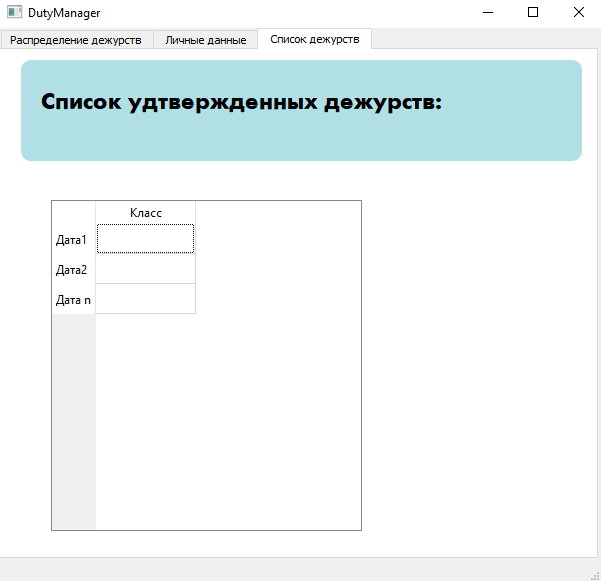 DutyManager
Распределение дежурств Личные данные Список дежурств
Список удтвержденных дежурств:
Класс
Дата1
Дата2
Дата n